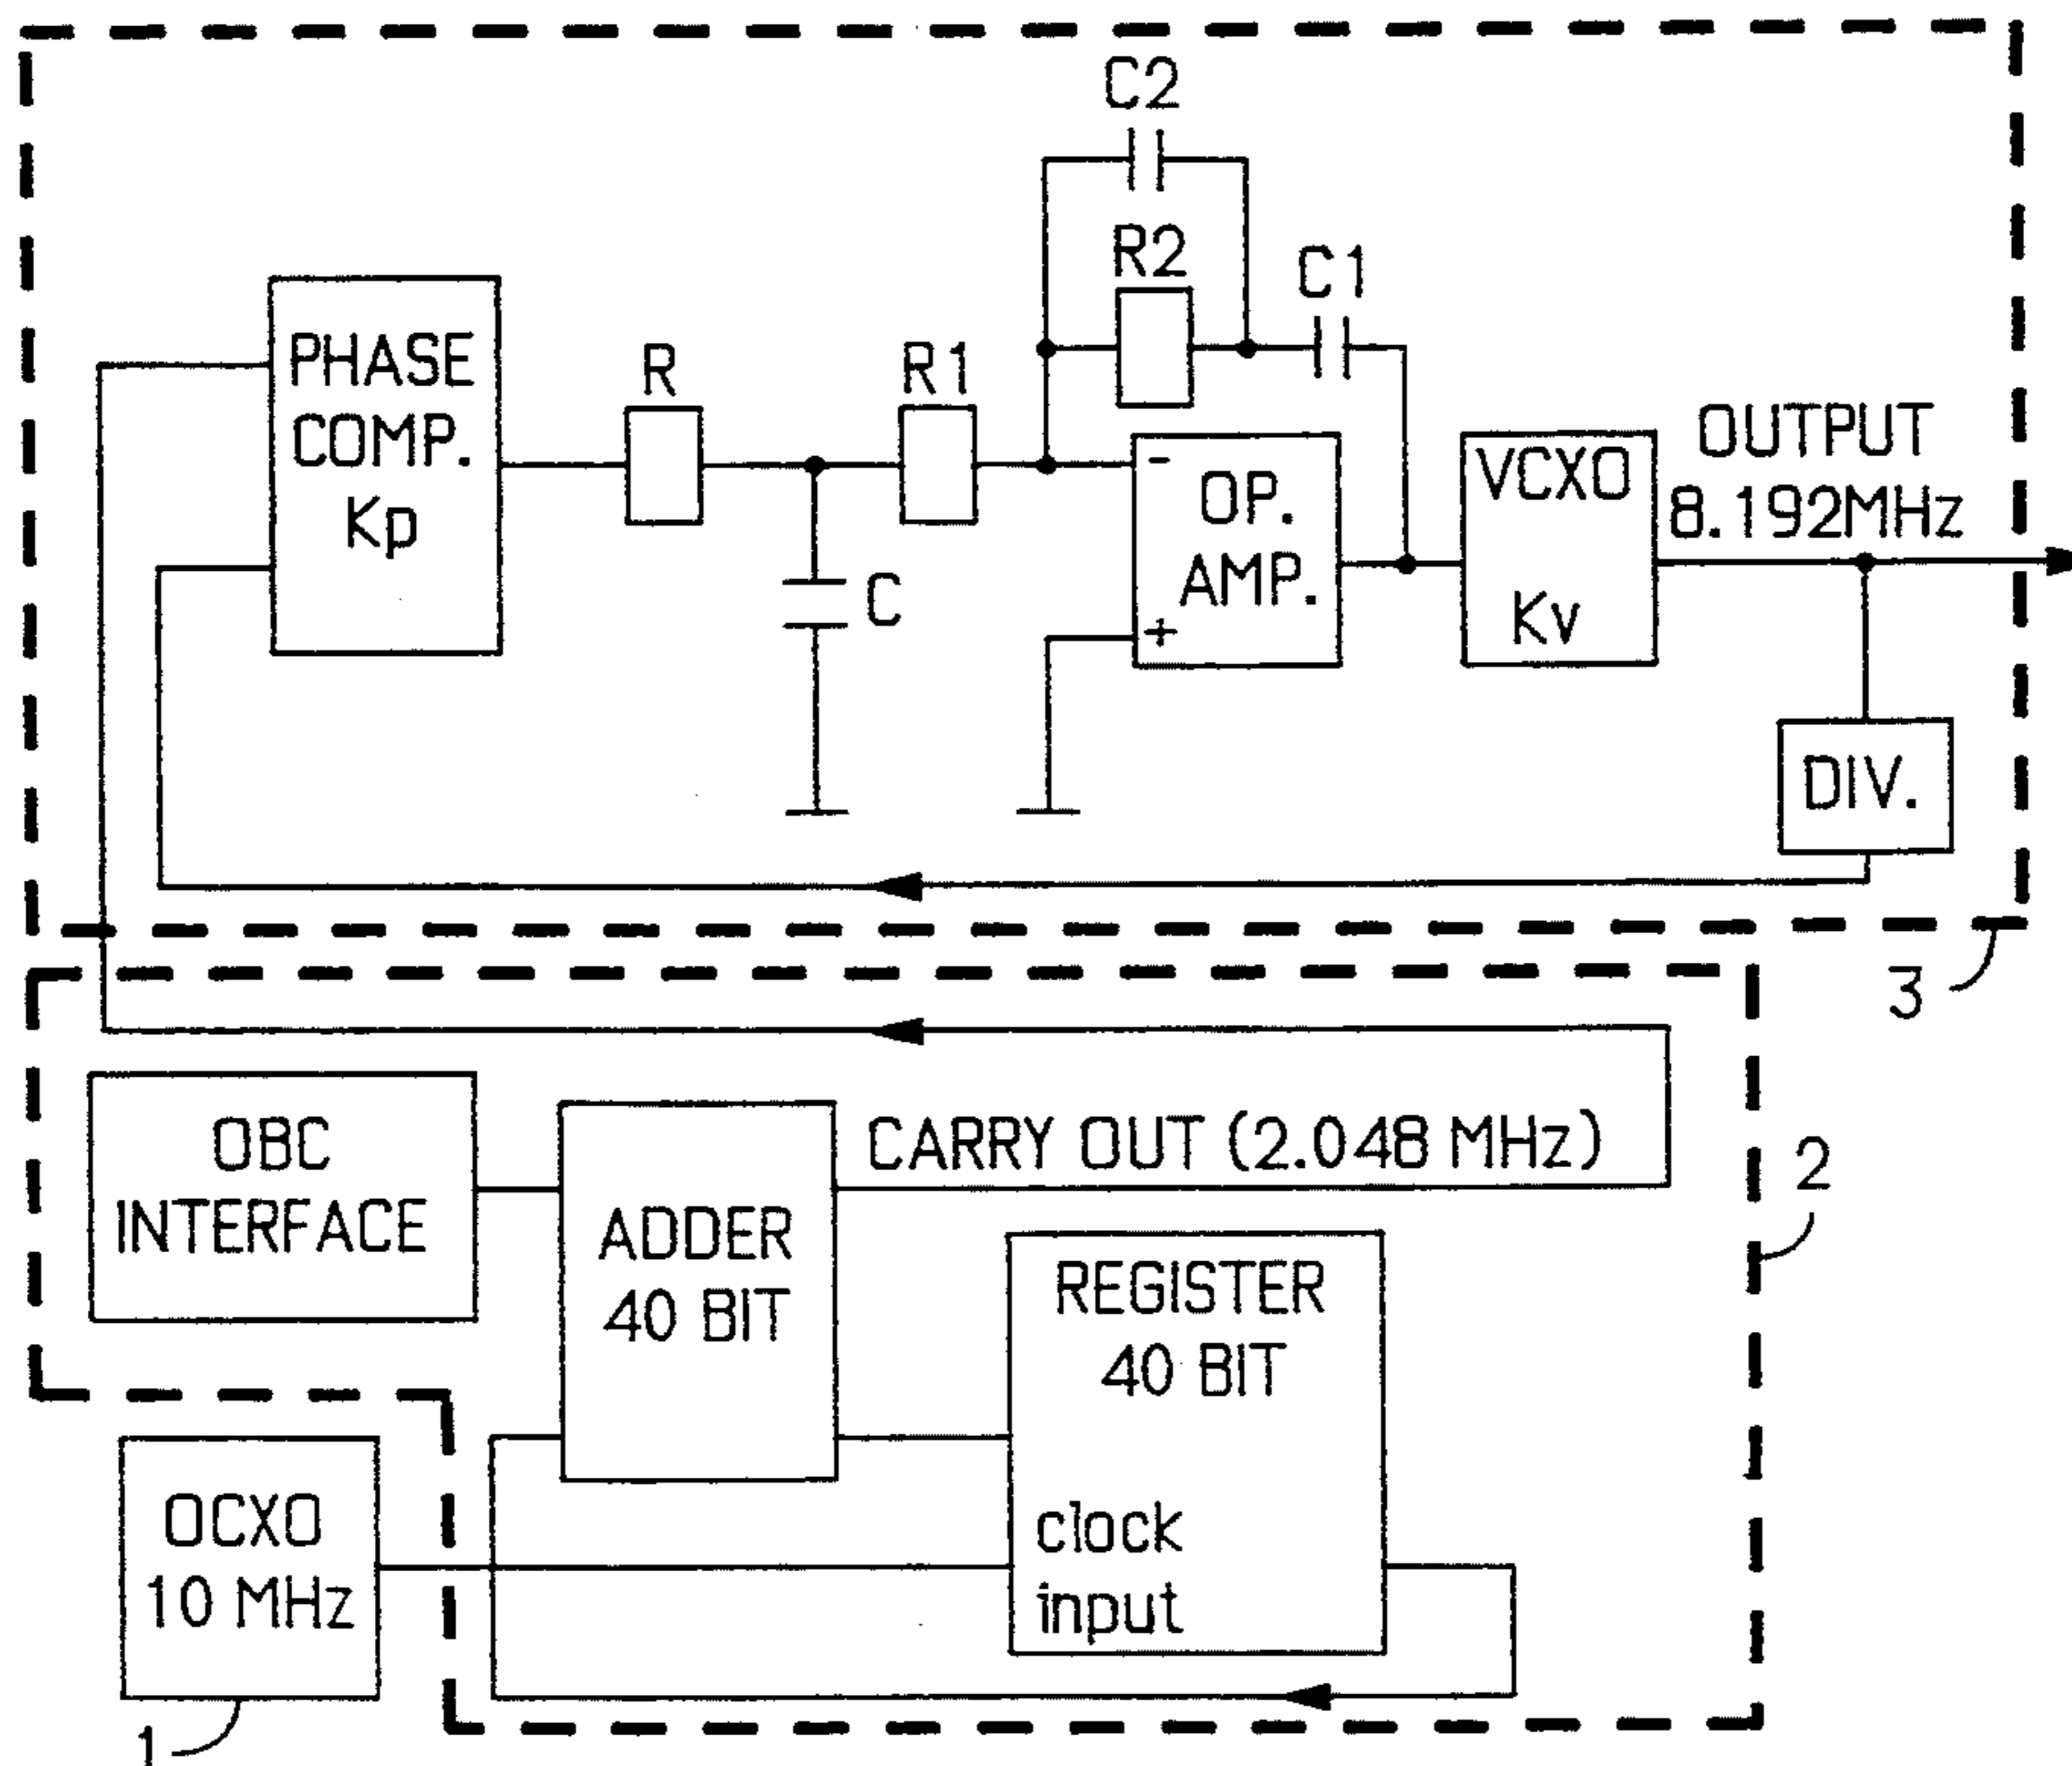 C2
R2
C1
PHASE
COMP.
Kp
R
R1
C
-
OP.
AMP.
+
VCXO
Kv
OUTPUT
8.192MHz
DIV.
3
OBC
INTERFACE
ADDER
40 BIT
CARRY OUT (2.048 MHz)
REGISTER
40 BIT
clock
input
2
OCXO
10 MHz
1